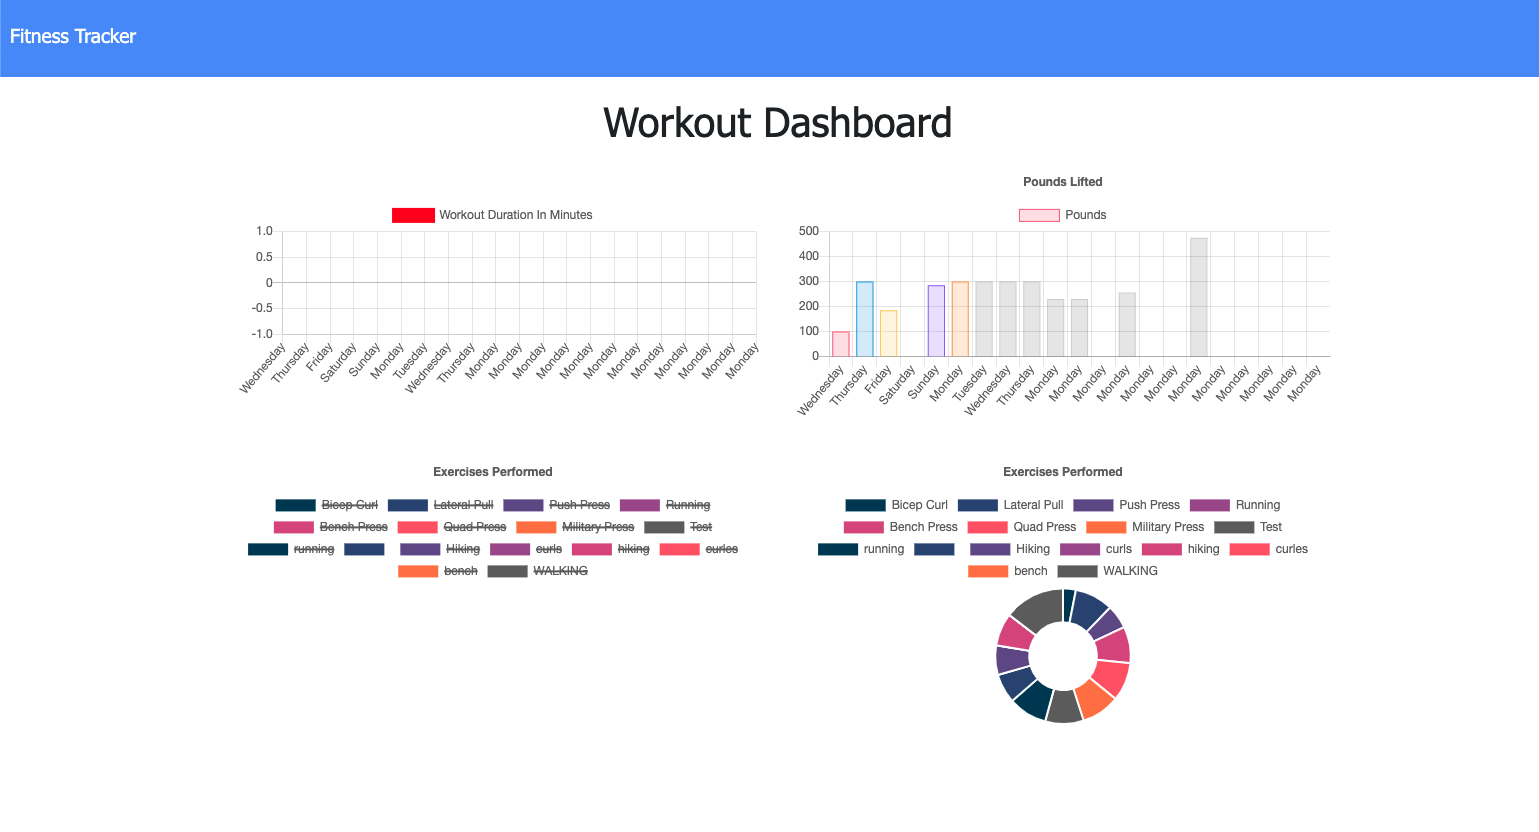 Fitness Tracker
Workout Dashboard
Workout Duration In Minutes
1.0
0.5
0
-0.5
-1.0
Wednesday Thursday Friday Saturday Sunday Monday Tuesday Wednesday Thursday Monday Monday Monday Monday Monday Monday Monday Monday Monday Monday Monday Monday
Pounds Lifted
Pounds
500
400
300
200
100
0
Wednesday Thursday Friday Saturday Sunday Monday Tuesday Wednesday Thursday Monday Monday Monday Monday Monday Monday Monday Monday Monday Monday Monday Monday
Exercises Performed
Bicep Curl Lateral Pull Push Press Running
Bench Press Quad Press Military Press Test
running Hiking curls hiking curles
bench WALKING
Exercises Performed
Bicep Curl Lateral Pull Push Press Running
Bench Press Quad Press Military Press Test
running Hiking curls hiking curles
bench WALKING